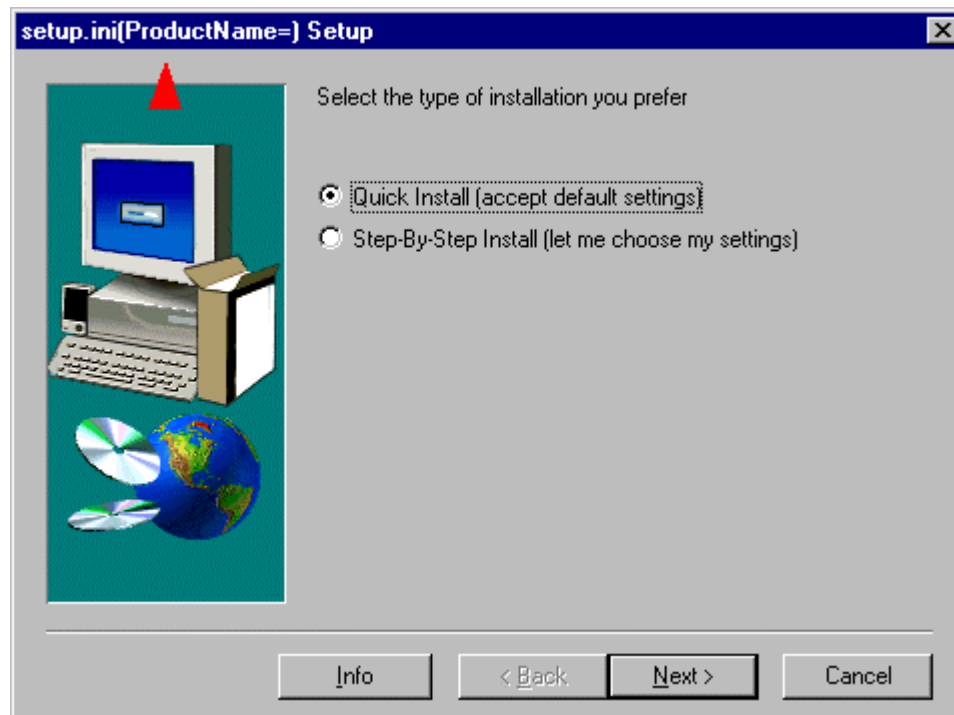 setup.ini(ProductName=) Setup
Select the type of installation you prefer
Quick Install (accept default settings)
Step-By-Step Install (let me choose my settings)
Info
< Back
Next >
Cancel